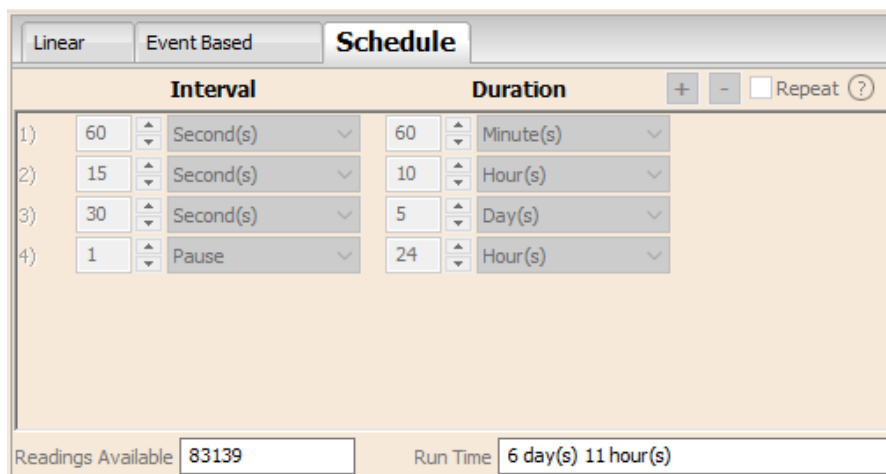 Linear Event Based Schedule
Interval Duration + - Repeat ?
1) 60 Second(s) 60 Minute(s)
2) 15 Second(s) 10 Hour(s)
3) 30 Second(s) 5 Day(s)
4) 1 Pause 24 Hour(s)
Readings Available 83139 Run Time 6 day(s) 11 hour(s)